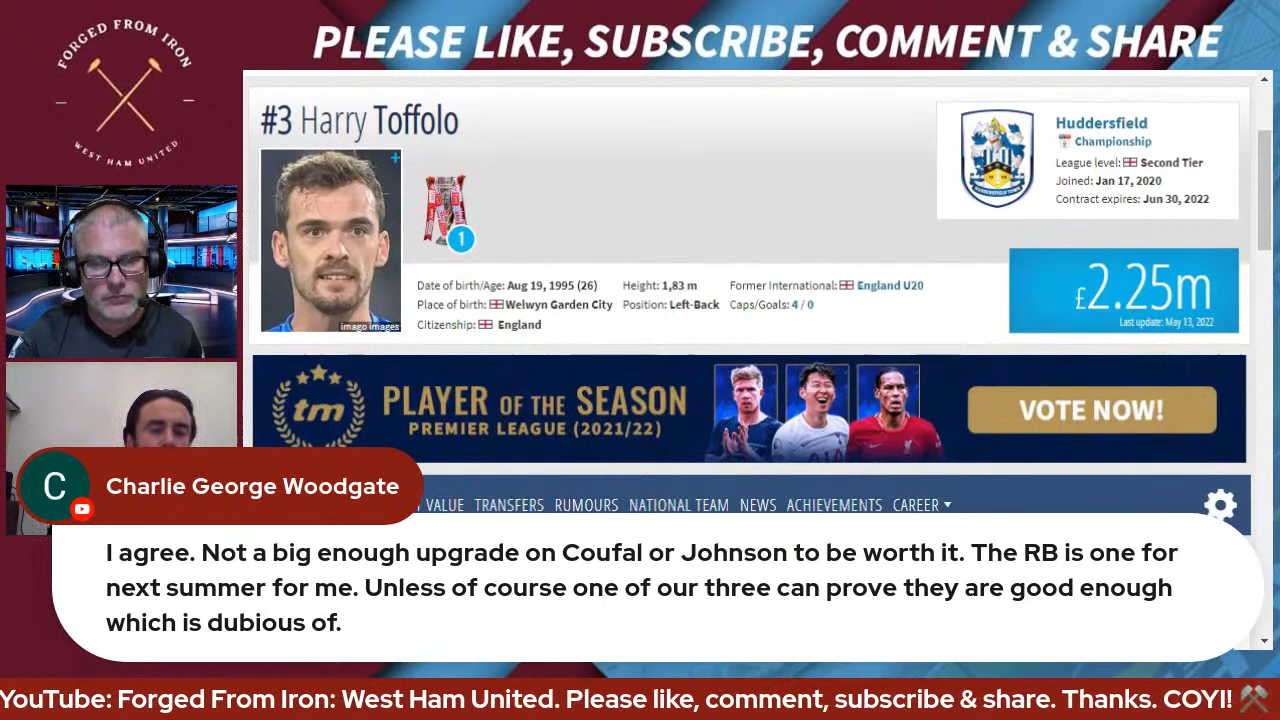 FORGED FROM IRON
WEST HAM UNITED
PLEASE LIKE, SUBSCRIBE, COMMENT & SHARE
#3 Harry Toffolo
1
imago images
Huddersfield
Championship
League level: Second Tier
Joined: Jan 17, 2020
Contract expires: Jun 30, 2022
Date of birth/Age: Aug 19, 1995 (26)
Place of birth: Welwyn Garden City
Citizenship: England
Height: 1,83 m
Position: Left-Back
Former International: England U20
Caps/Goals: 4 / 0
£2.25m
Last update: May 13, 2022
tm
PLAYER OF THE SEASON
PREMIER LEAGUE (2021/22)
VOTE NOW!
VALUE TRANSFERS RUMOURS NATIONAL TEAM NEWS ACHIEVEMENTS CAREER
C
Charlie George Woodgate
I agree. Not a big enough upgrade on Coufal or Johnson to be worth it. The RB is one for
next summer for me. Unless of course one of our three can prove they are good enough
which is dubious of.
YouTube: Forged From Iron: West Ham United. Please like, comment, subscribe & share. Thanks. COYI! ⚒